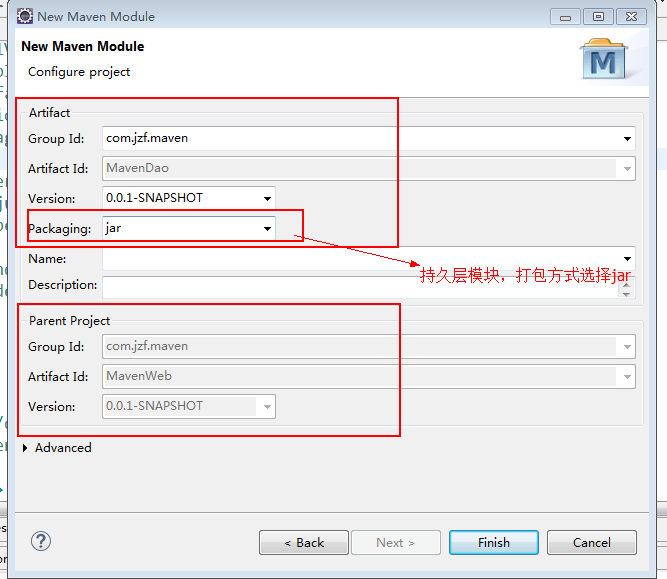 New Maven Module
New Maven Module
Configure project
M
Artifact
Group Id: com.jzf.maven
Artifact Id: MavenDao
Version: 0.0.1-SNAPSHOT
Packaging: jar
Name:
持久层模块，打包方式选择jar
Description:
Parent Project
Group Id: com.jzf.maven
Artifact Id: MavenWeb
Version: 0.0.1-SNAPSHOT
Advanced
?
< Back Next > Finish Cancel